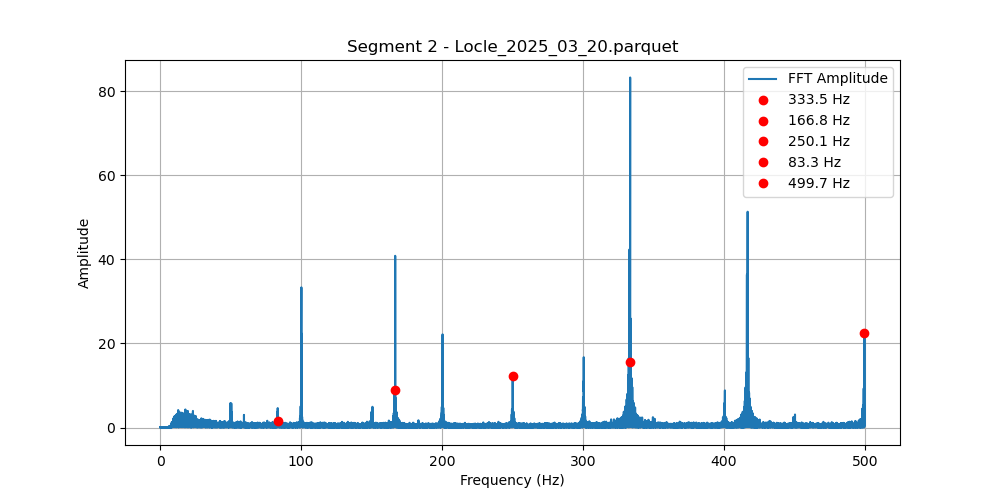 Segment 2 - Locle_2025_03_20.parquet
FFT Amplitude
333.5 Hz
166.8 Hz
250.1 Hz
83.3 Hz
499.7 Hz
80
60
40
20
0
Amplitude
0 100 200 300 400 500
Frequency (Hz)